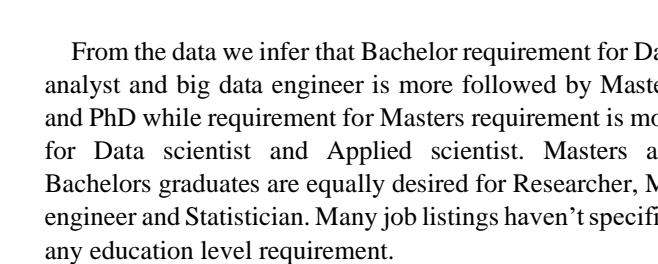 From the data we infer that Bachelor requirement for Da
analyst and big data engineer is more followed by Maste
and PhD while requirement for Masters requirement is mo
for Data scientist and Applied scientist. Masters a
Bachelors graduates are equally desired for Researcher, M
engineer and Statistician. Many job listings haven't specifi
any education level requirement.